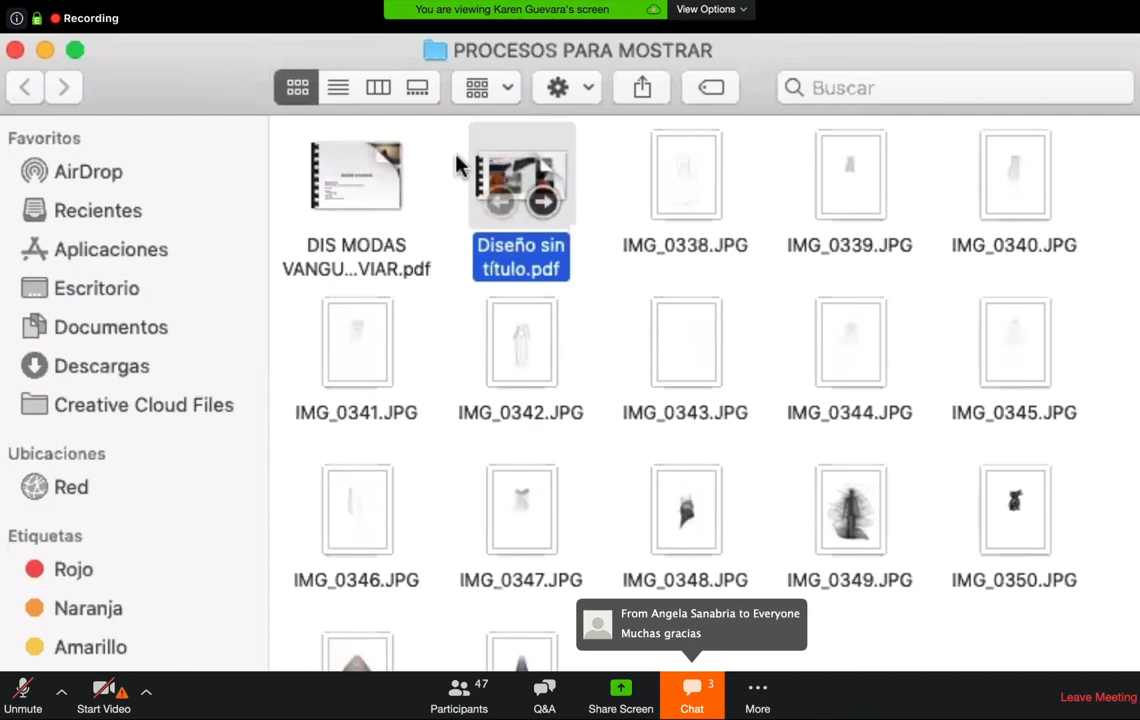 Recording
You are viewing Karen Guevara's screen
View Options
PROCESOS PARA MOSTRAR
Buscar
Favoritos
AirDrop
Recientes
Aplicaciones
Escritorio
Documentos
Descargas
Creative Cloud Files
Ubicaciones
Red
Etiquetas
Rojo
Naranja
Amarillo
DIS MODAS
VANGU...VIAR.pdf
Diseño sin
título.pdf
IMG_0338.JPG
IMG_0339.JPG
IMG_0340.JPG
IMG_0341.JPG
IMG_0342.JPG
IMG_0343.JPG
IMG_0344.JPG
IMG_0345.JPG
IMG_0346.JPG
IMG_0347.JPG
IMG_0348.JPG
IMG_0349.JPG
IMG_0350.JPG
From Angela Sanabria to Everyone
Muchas gracias
Unmute
Start Video
47
Participants
Q&A
Share Screen
3
Chat
More
Leave Meeting